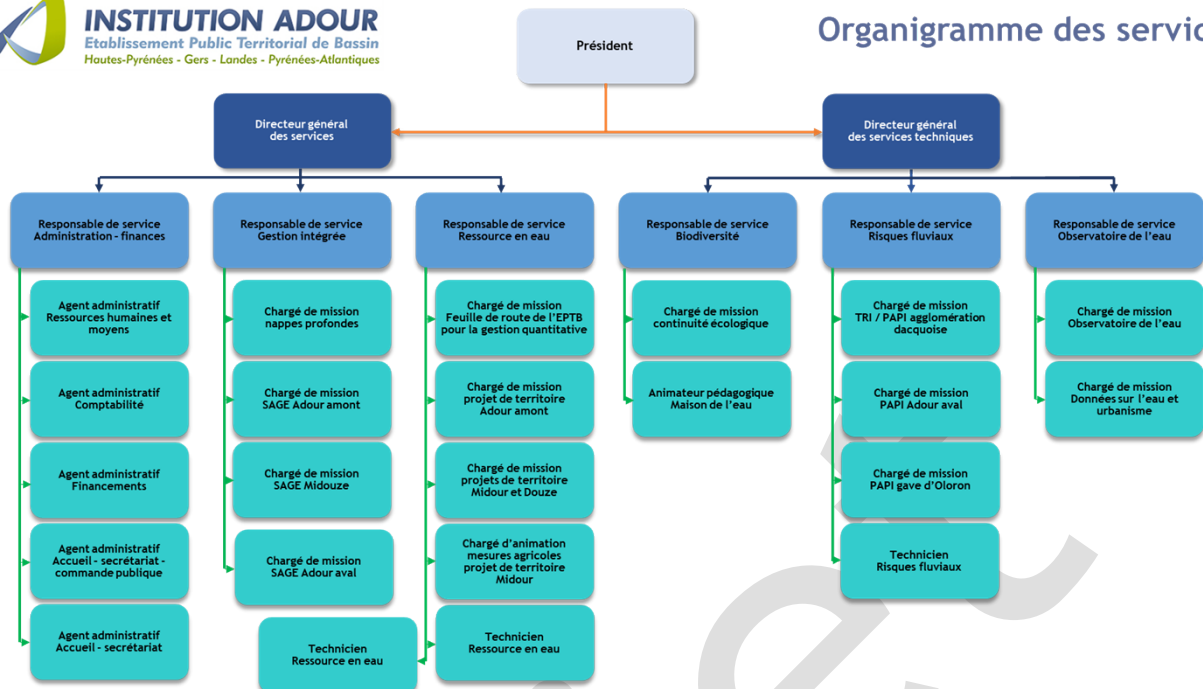 INSTITUTION ADOUR
Etablissement Public Territorial de Bassin
Hautes-Pyrénées - Gers - Landes - Pyrénées-Atlantiques
Organigramme des servic
Président
Directeur général
des services
Directeur général
des services techniques
Responsable de service
Administration - finances
Responsable de service
Gestion intégrée
Responsable de service
Ressource en eau
Responsable de service
Biodiversité
Responsable de service
Risques fluviaux
Responsable de service
Observatoire de l'eau
Agent administratif
Ressources humaines et
moyens
Agent administratif
Comptabilité
Agent administratif
Financements
Agent administratif
Accueil - secrétariat -
commande publique
Agent administratif
Accueil - secrétariat
Chargé de mission
nappes profondes
Chargé de mission
SAGE Adour amont
Chargé de mission
SAGE Midouze
Chargé de mission
SAGE Adour aval
Technicien
Ressource en eau
Chargé de mission
Feuille de route de l'EPTB
pour la gestion quantitative
Chargé de mission
projet de territoire
Adour amont
Chargé de mission
projets de territoire
Midour et Douze
Chargé d'animation
mesures agricoles
projet de territoire
Midour
Technicien
Ressource en eau
Chargé de mission
continuité écologique
Animateur pédagogique
Maison de l'eau
Chargé de mission
TRI / PAPI agglomération
dacquoise
Chargé de mission
PAPI Adour aval
Chargé de mission
PAPI gave d'Oloron
Technicien
Risques fluviaux
Chargé de mission
Observatoire de l'eau
Chargé de mission
Données sur l'eau et
urbanisme